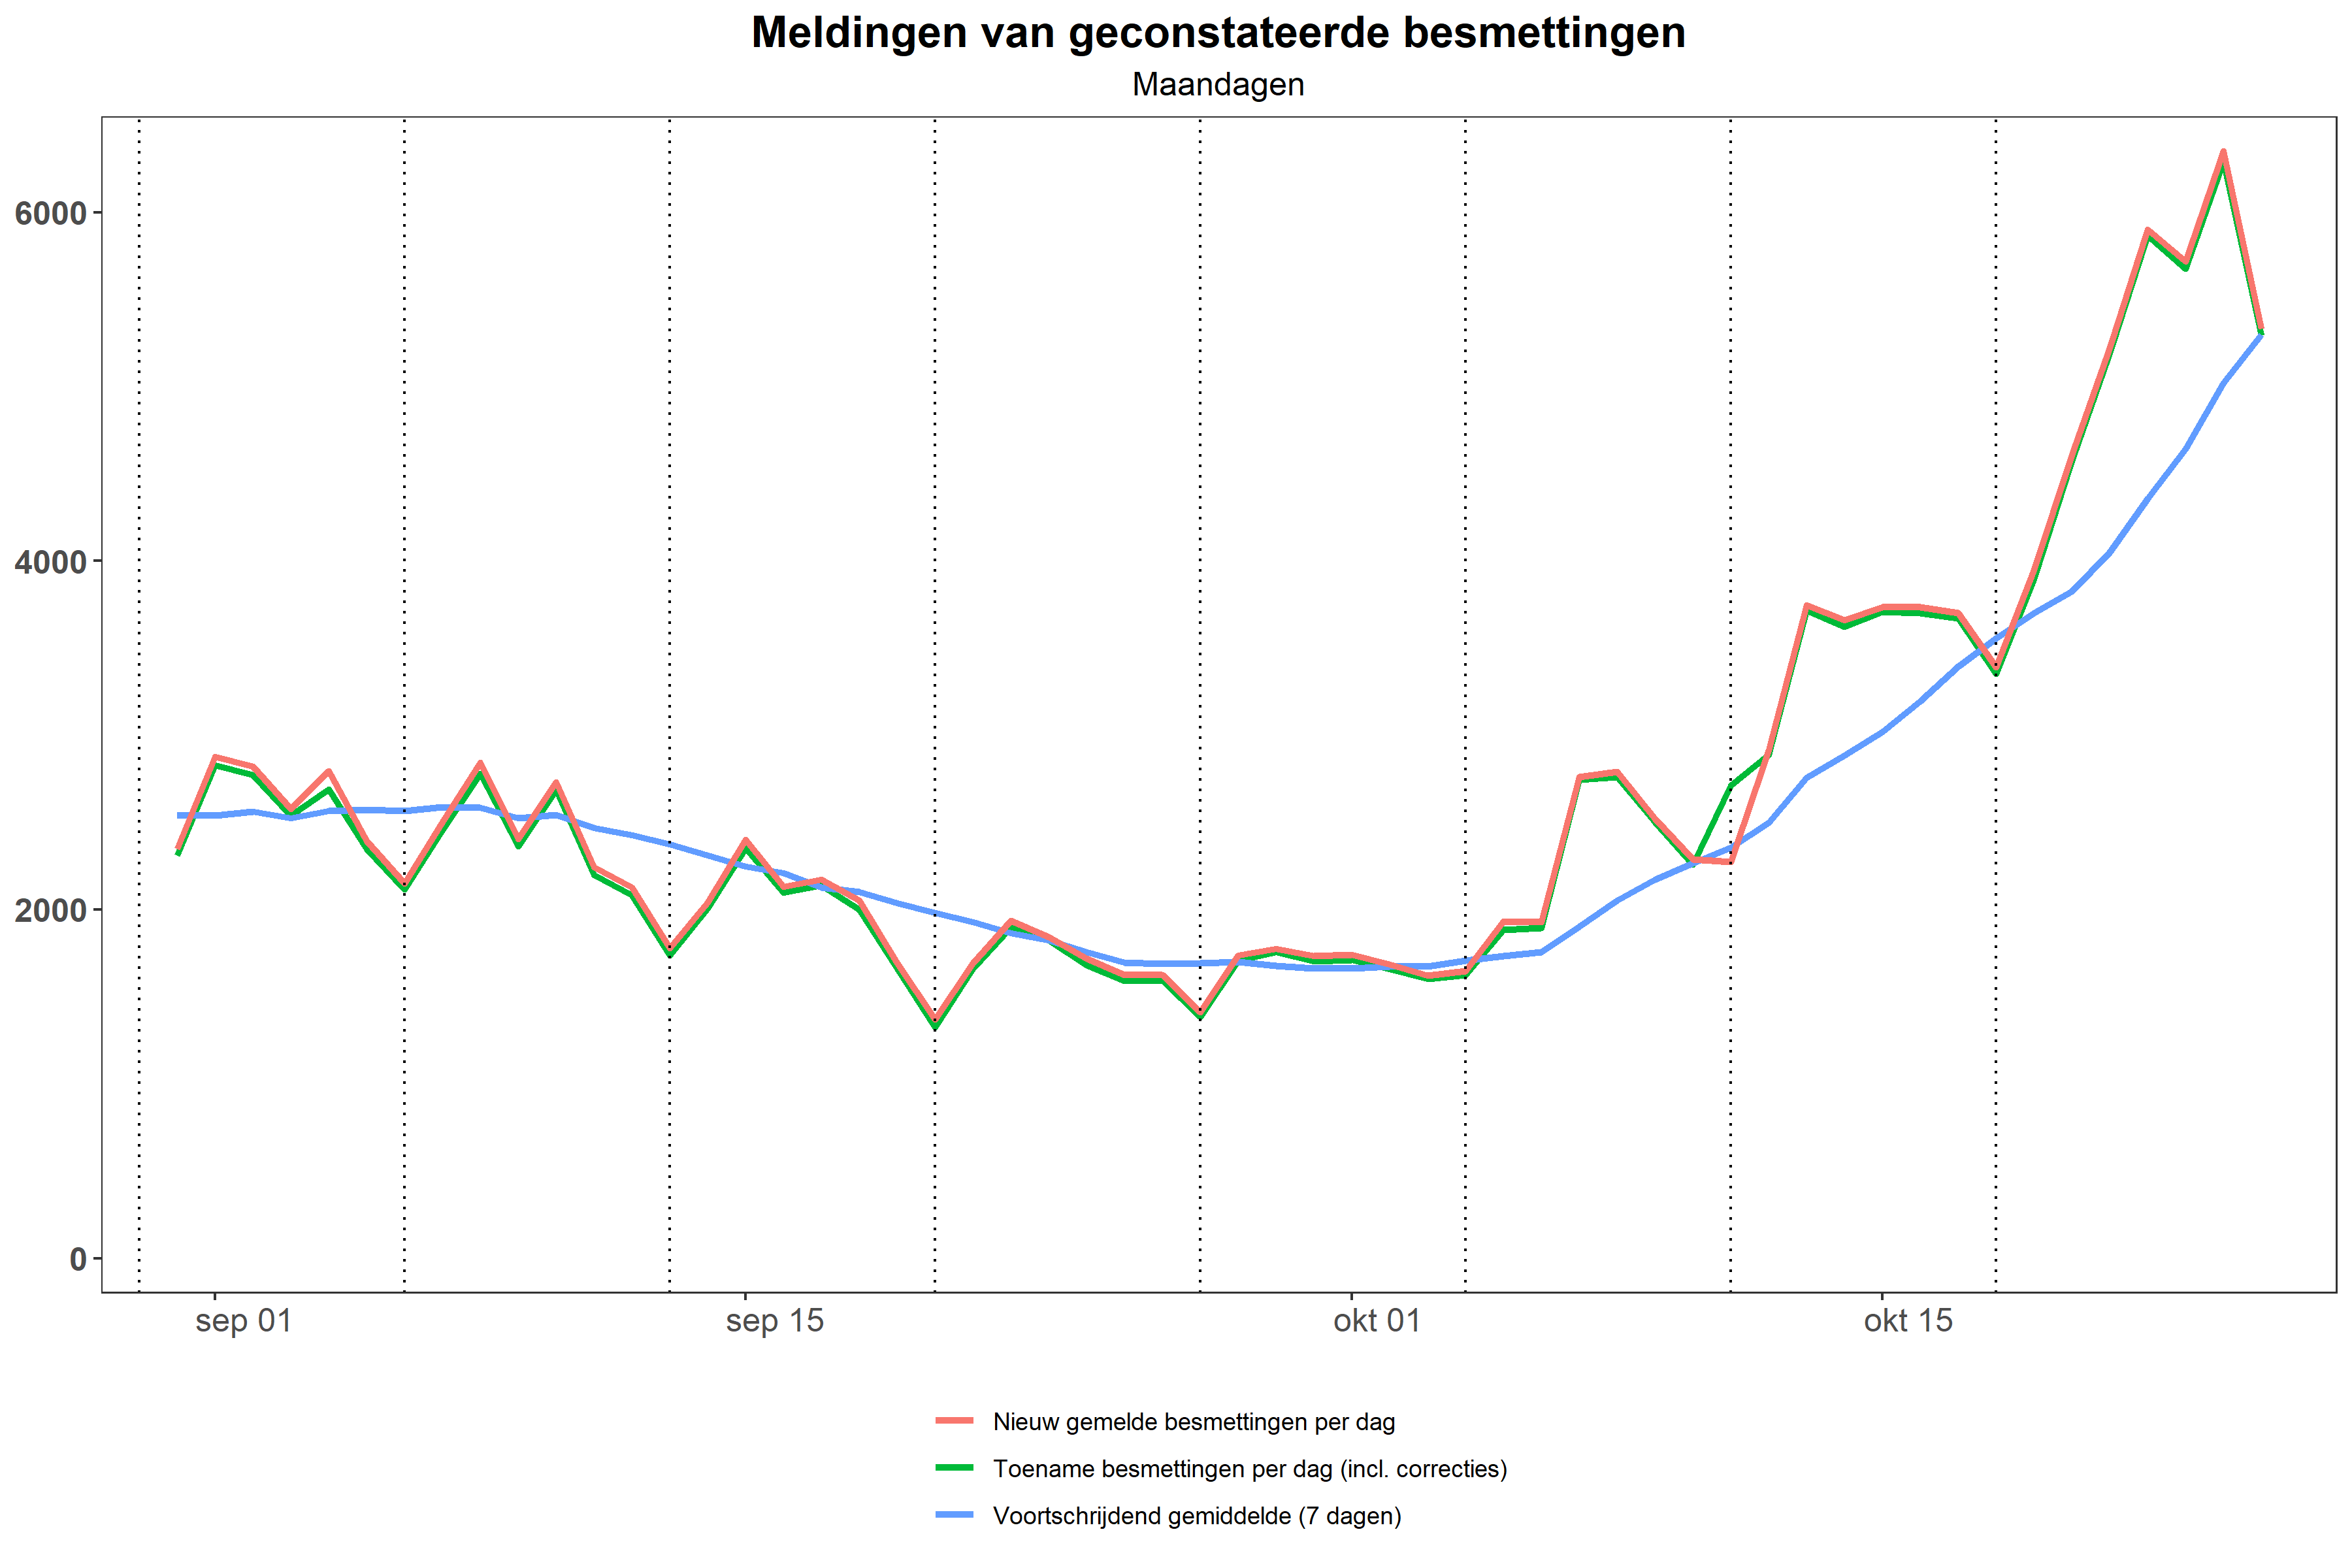 Meldingen van geconstateerde besmettingen
Maandagen
6000
4000
2000
0
sep 01
sep 15
okt 01
okt 15
Nieuw gemelde besmettingen per dag
Toename besmettingen per dag (incl. correcties)
Voortschrijdend gemiddelde (7 dagen)